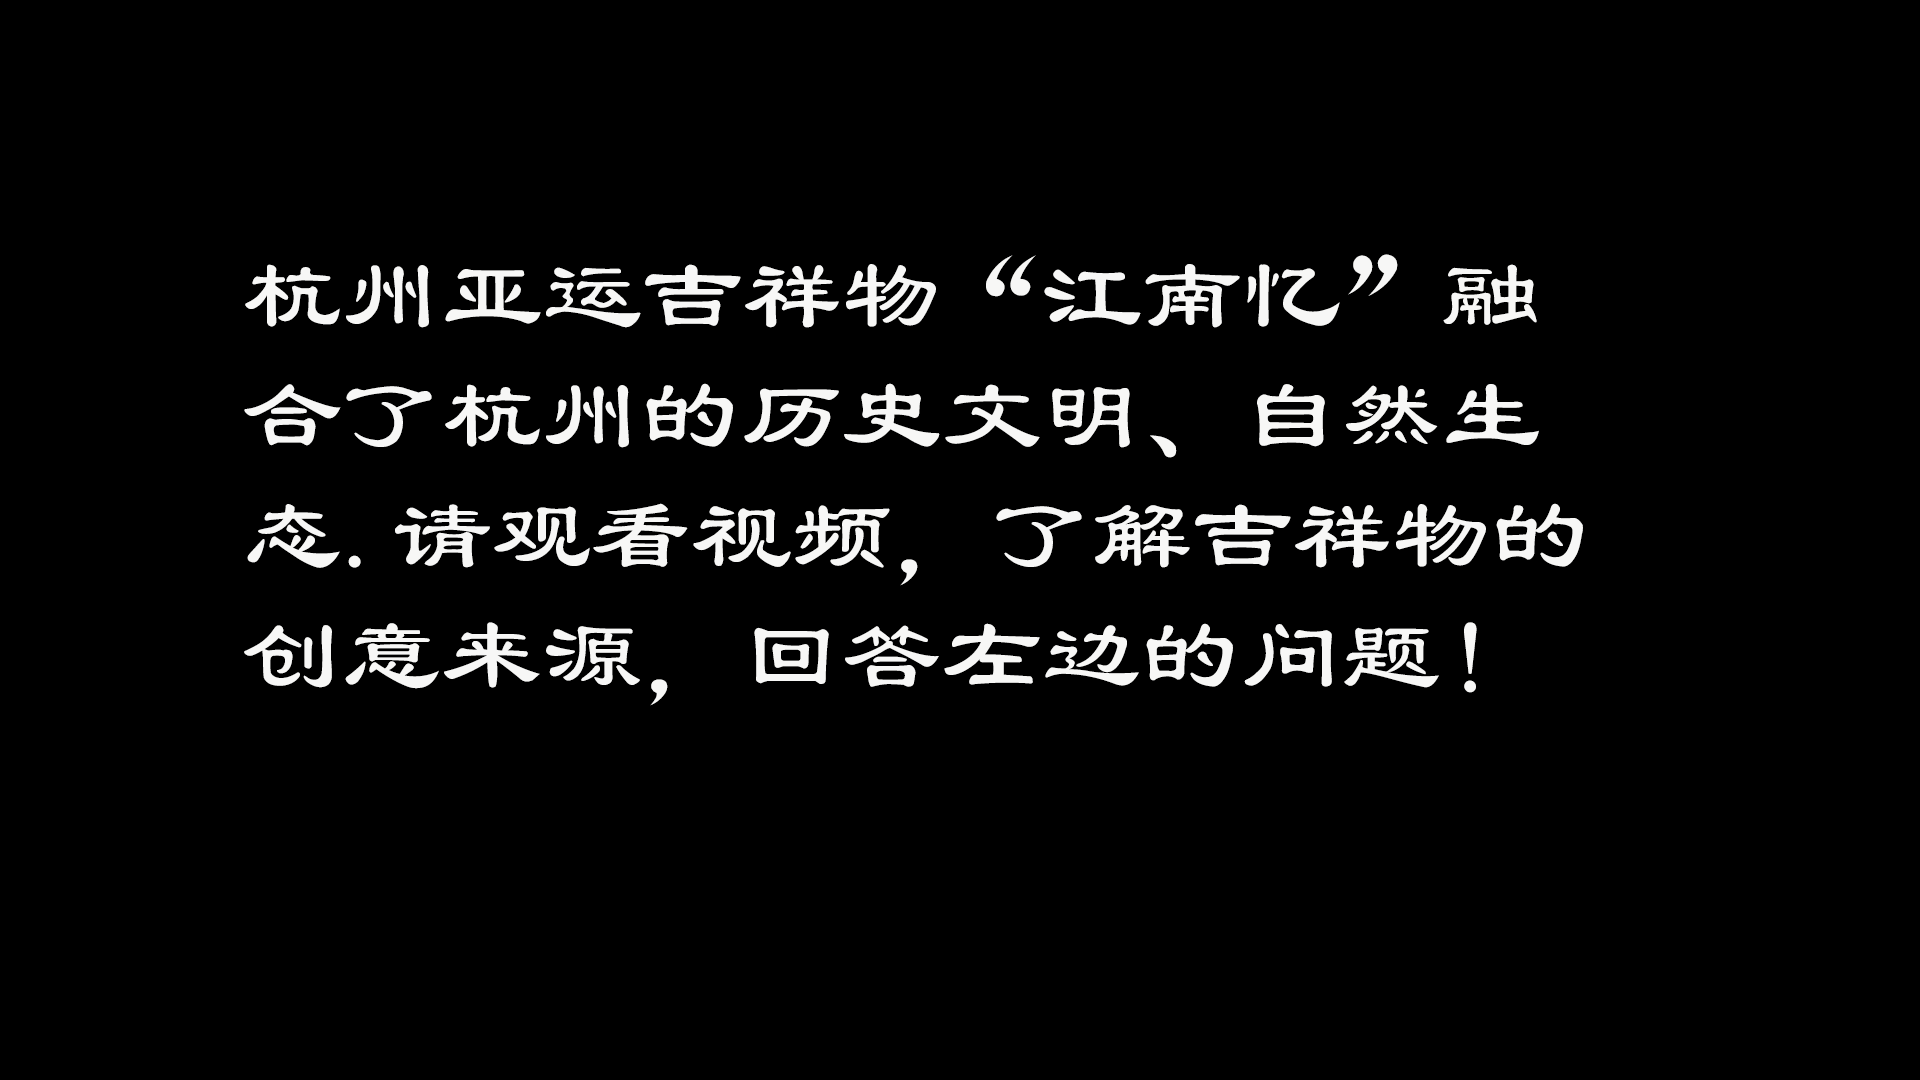 杭州亚运吉祥物“江南忆”融
合了杭州的历史文明、自然生
态.请观看视频，了解吉祥物的
创意来源，回答左边的问题！